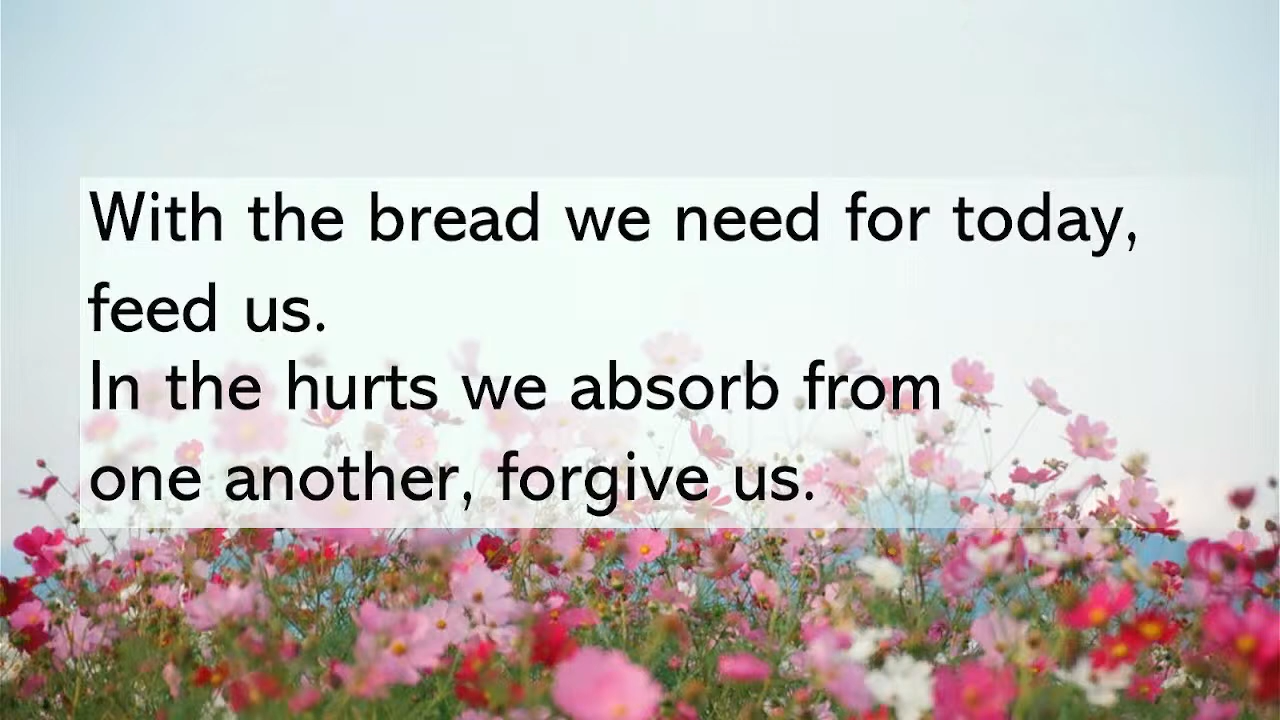 With the bread we need for today,
feed us.
In the hurts we absorb from
one another, forgive us.